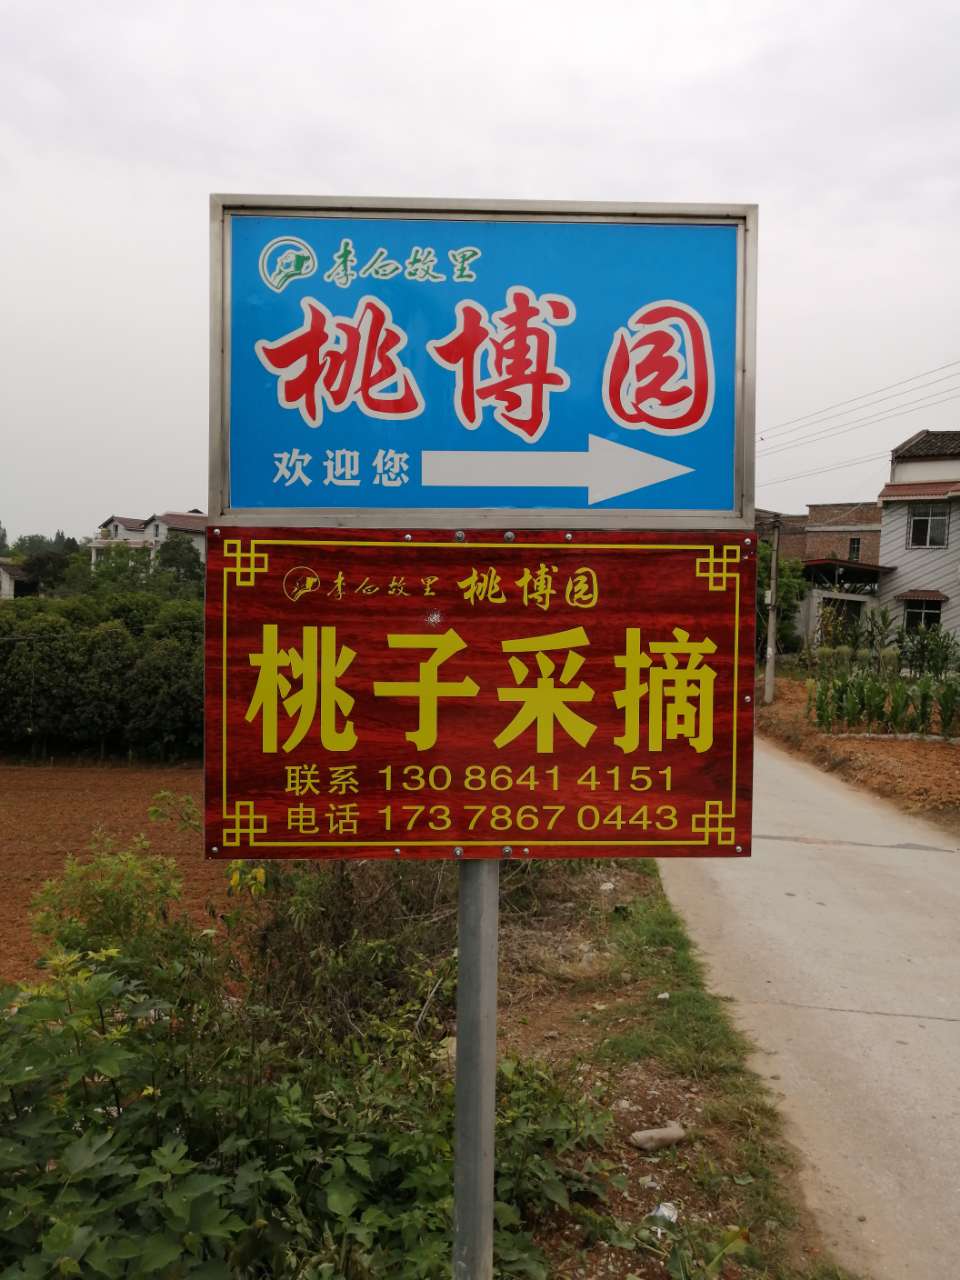 李白故里
桃博园
欢迎您
李白故里 桃博园
桃子采摘
联系 130 8641 4151
电话 173 7867 0443